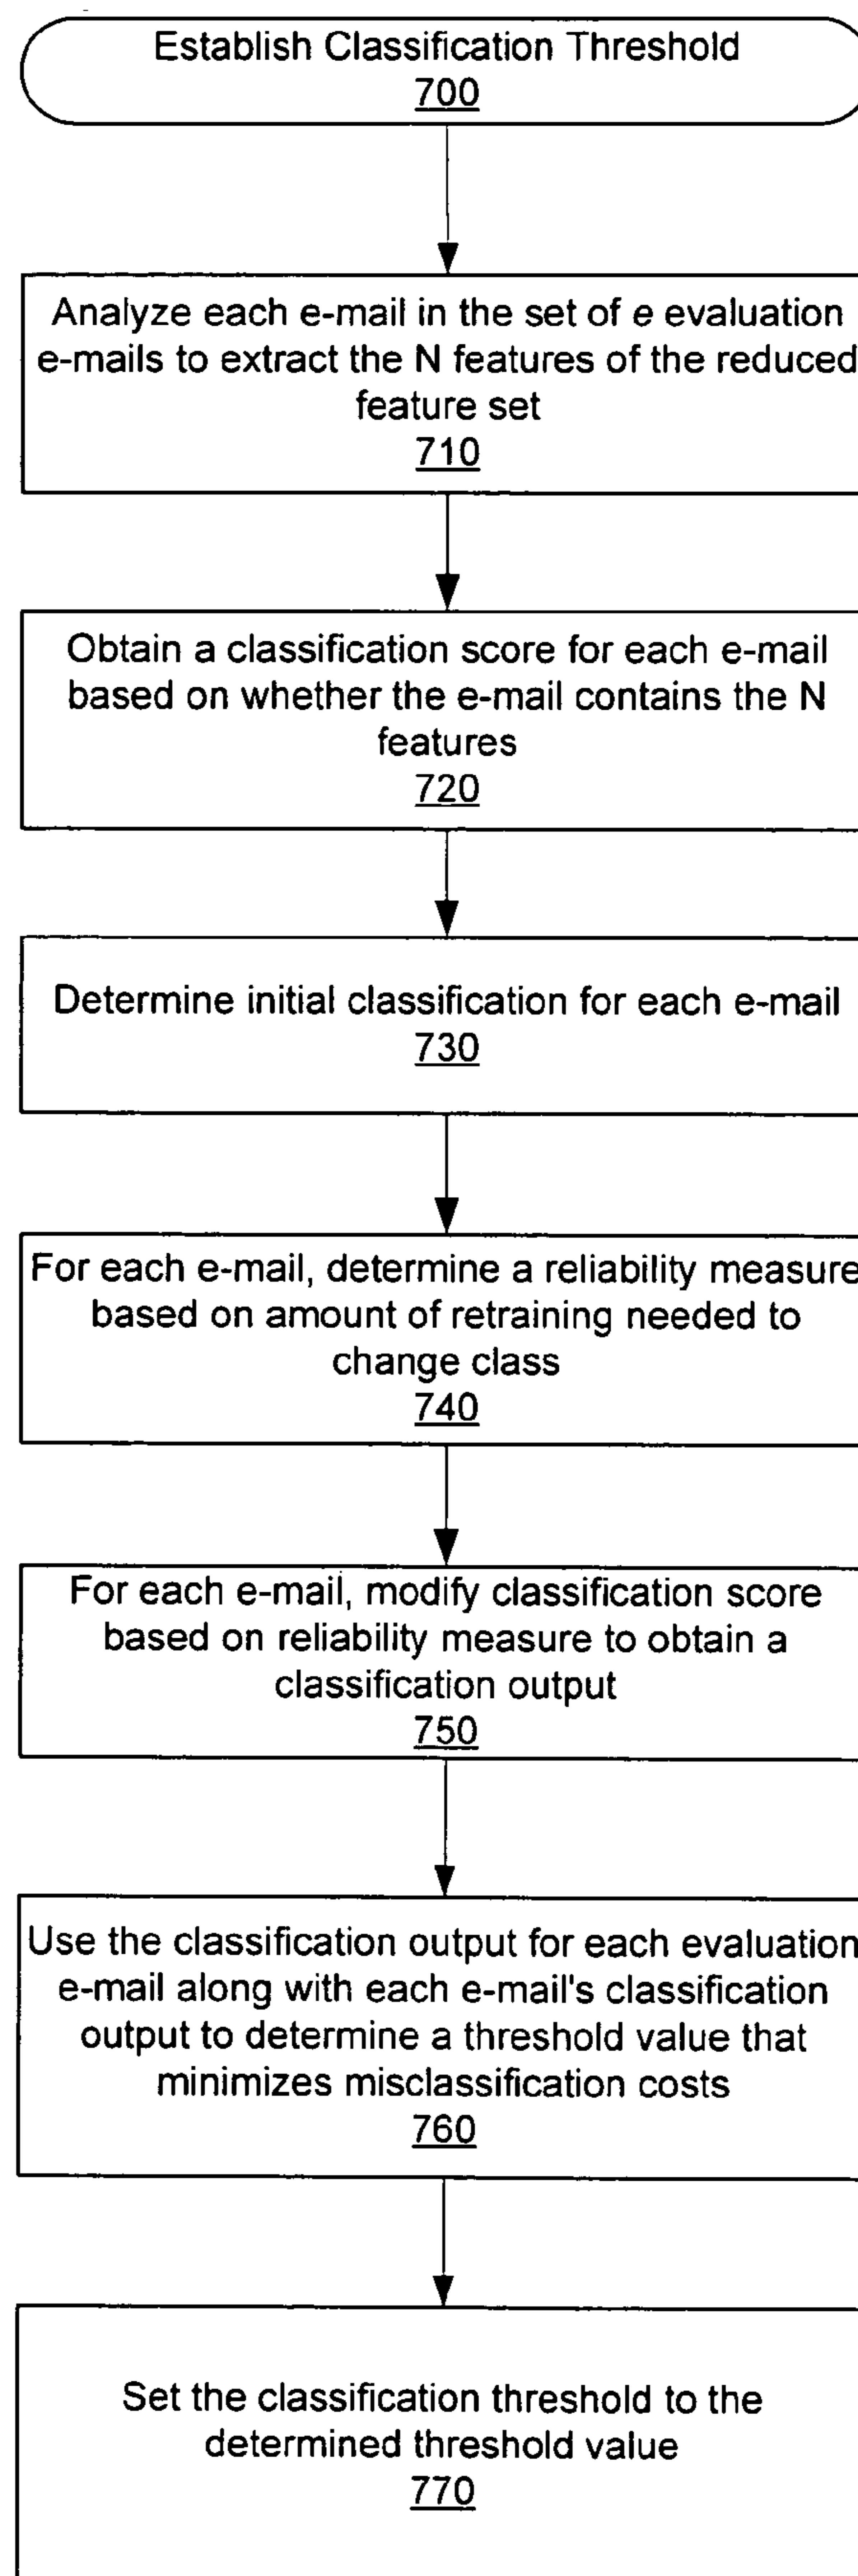 Establish Classification Threshold
700
Analyze each e-mail in the set of e evaluation
e-mails to extract the N features of the reduced
feature set
710
Obtain a classification score for each e-mail
based on whether the e-mail contains the N
features
720
Determine initial classification for each e-mail
730
For each e-mail, determine a reliability measure
based on amount of retraining needed to
change class
740
For each e-mail, modify classification score
based on reliability measure to obtain a
classification output
750
Use the classification output for each evaluation
e-mail along with each e-mail's classification
output to determine a threshold value that
minimizes misclassification costs
760
Set the classification threshold to the
determined threshold value
770